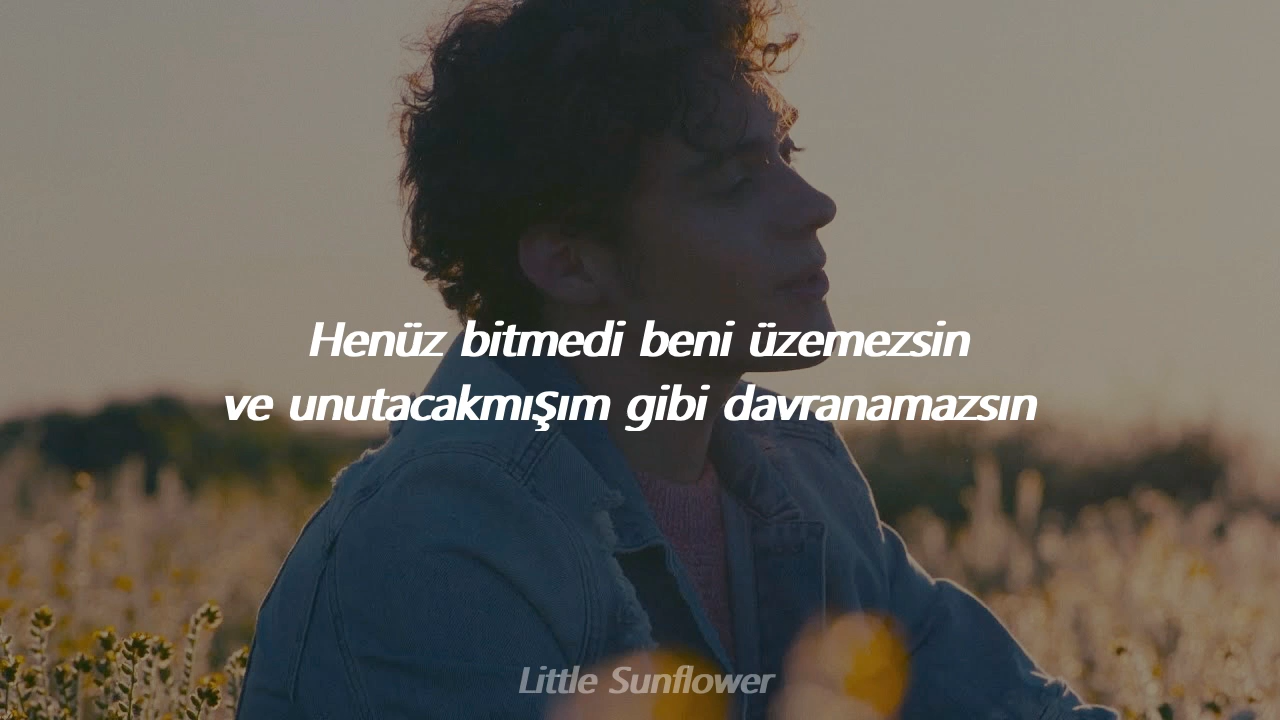 Henüz bitmedi beni üzemezsin
ve unutacakmışım gibi davranamazsın
Little Sunflower